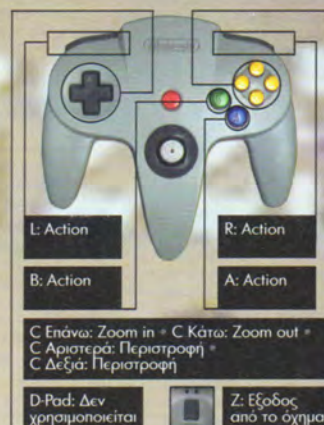 L: Action
R: Action
B: Action
A: Action
C Επάνω: Zoom in • C Κάτω: Zoom out •
C Αριστερά: Περιστροφή •
C Δεξιά: Περιστροφή
D-Pad: Δεν
χρησιμοποιείται
Z: Εξοδος
από το όχημα